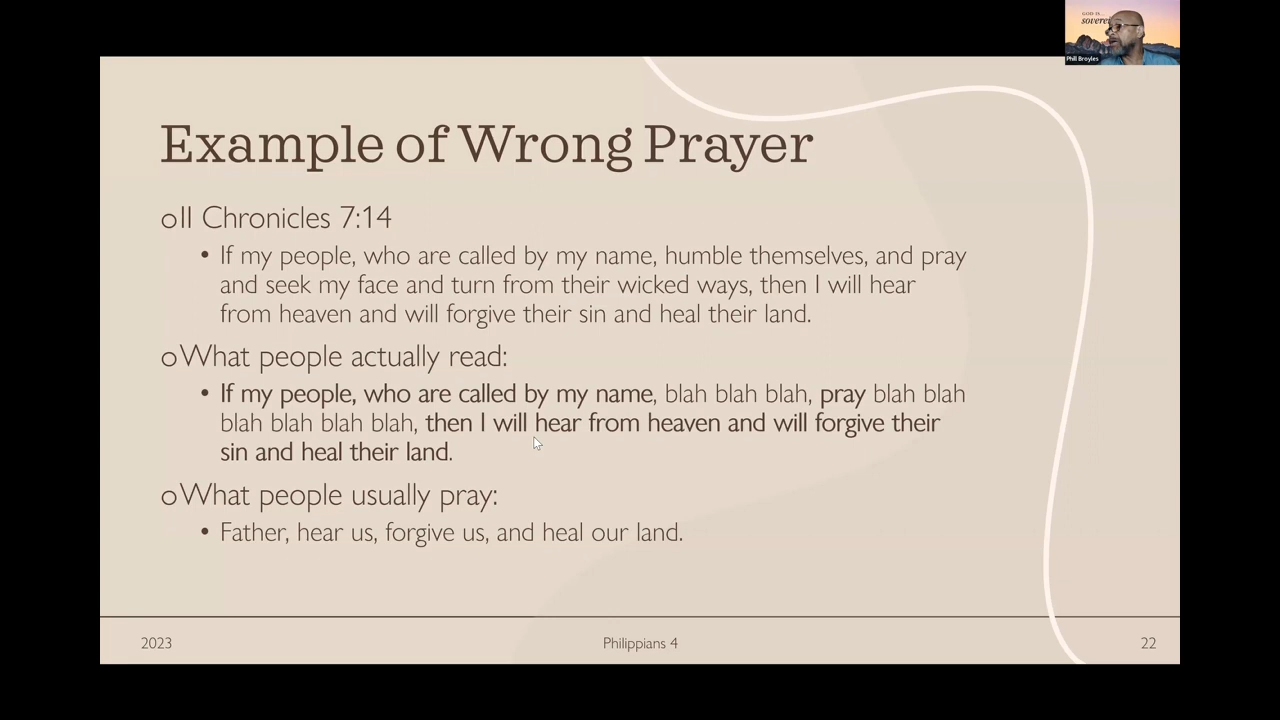 GOD IS
Phill Broyles
Example of Wrong Prayer
oII Chronicles 7:14
• If my people, who are called by my name, humble themselves, and pray
and seek my face and turn from their wicked ways, then I will hear
from heaven and will forgive their sin and heal their land.
oWhat people actually read:
• If my people, who are called by my name, blah blah blah, pray blah blah
blah blah blah blah, then I will hear from heaven and will forgive their
sin and heal their land.
oWhat people usually pray:
• Father, hear us, forgive us, and heal our land.
2023
Philippians 4
22